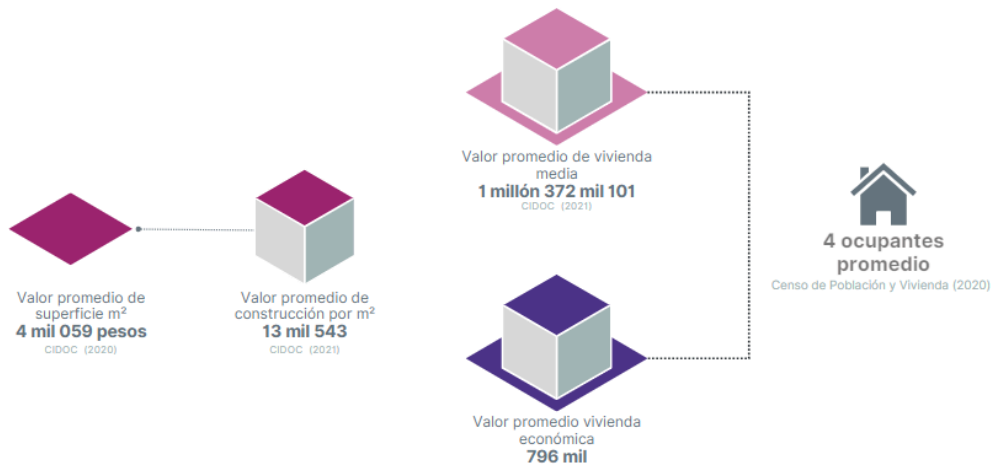 Valor promedio de
superficie m²
4 mil 059 pesos
CIDOC (2020)
Valor promedio de
construcción por m²
13 mil 543
CIDOC (2021)
Valor promedio de vivienda
media
1 millón 372 mil 101
CIDOC (2021)
Valor promedio vivienda
económica
796 mil
4 ocupantes
promedio
Censo de Población y Vivienda (2020)